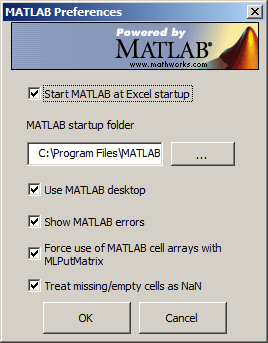 MATLAB Preferences
Powered by
MATLAB®
www.mathworks.com
Start MATLAB at Excel startup
MATLAB startup folder
C:\Program Files\MATLAB
...
Use MATLAB desktop
Show MATLAB errors
Force use of MATLAB cell arrays with
MLPutMatrix
Treat missing/empty cells as NaN
OK Cancel